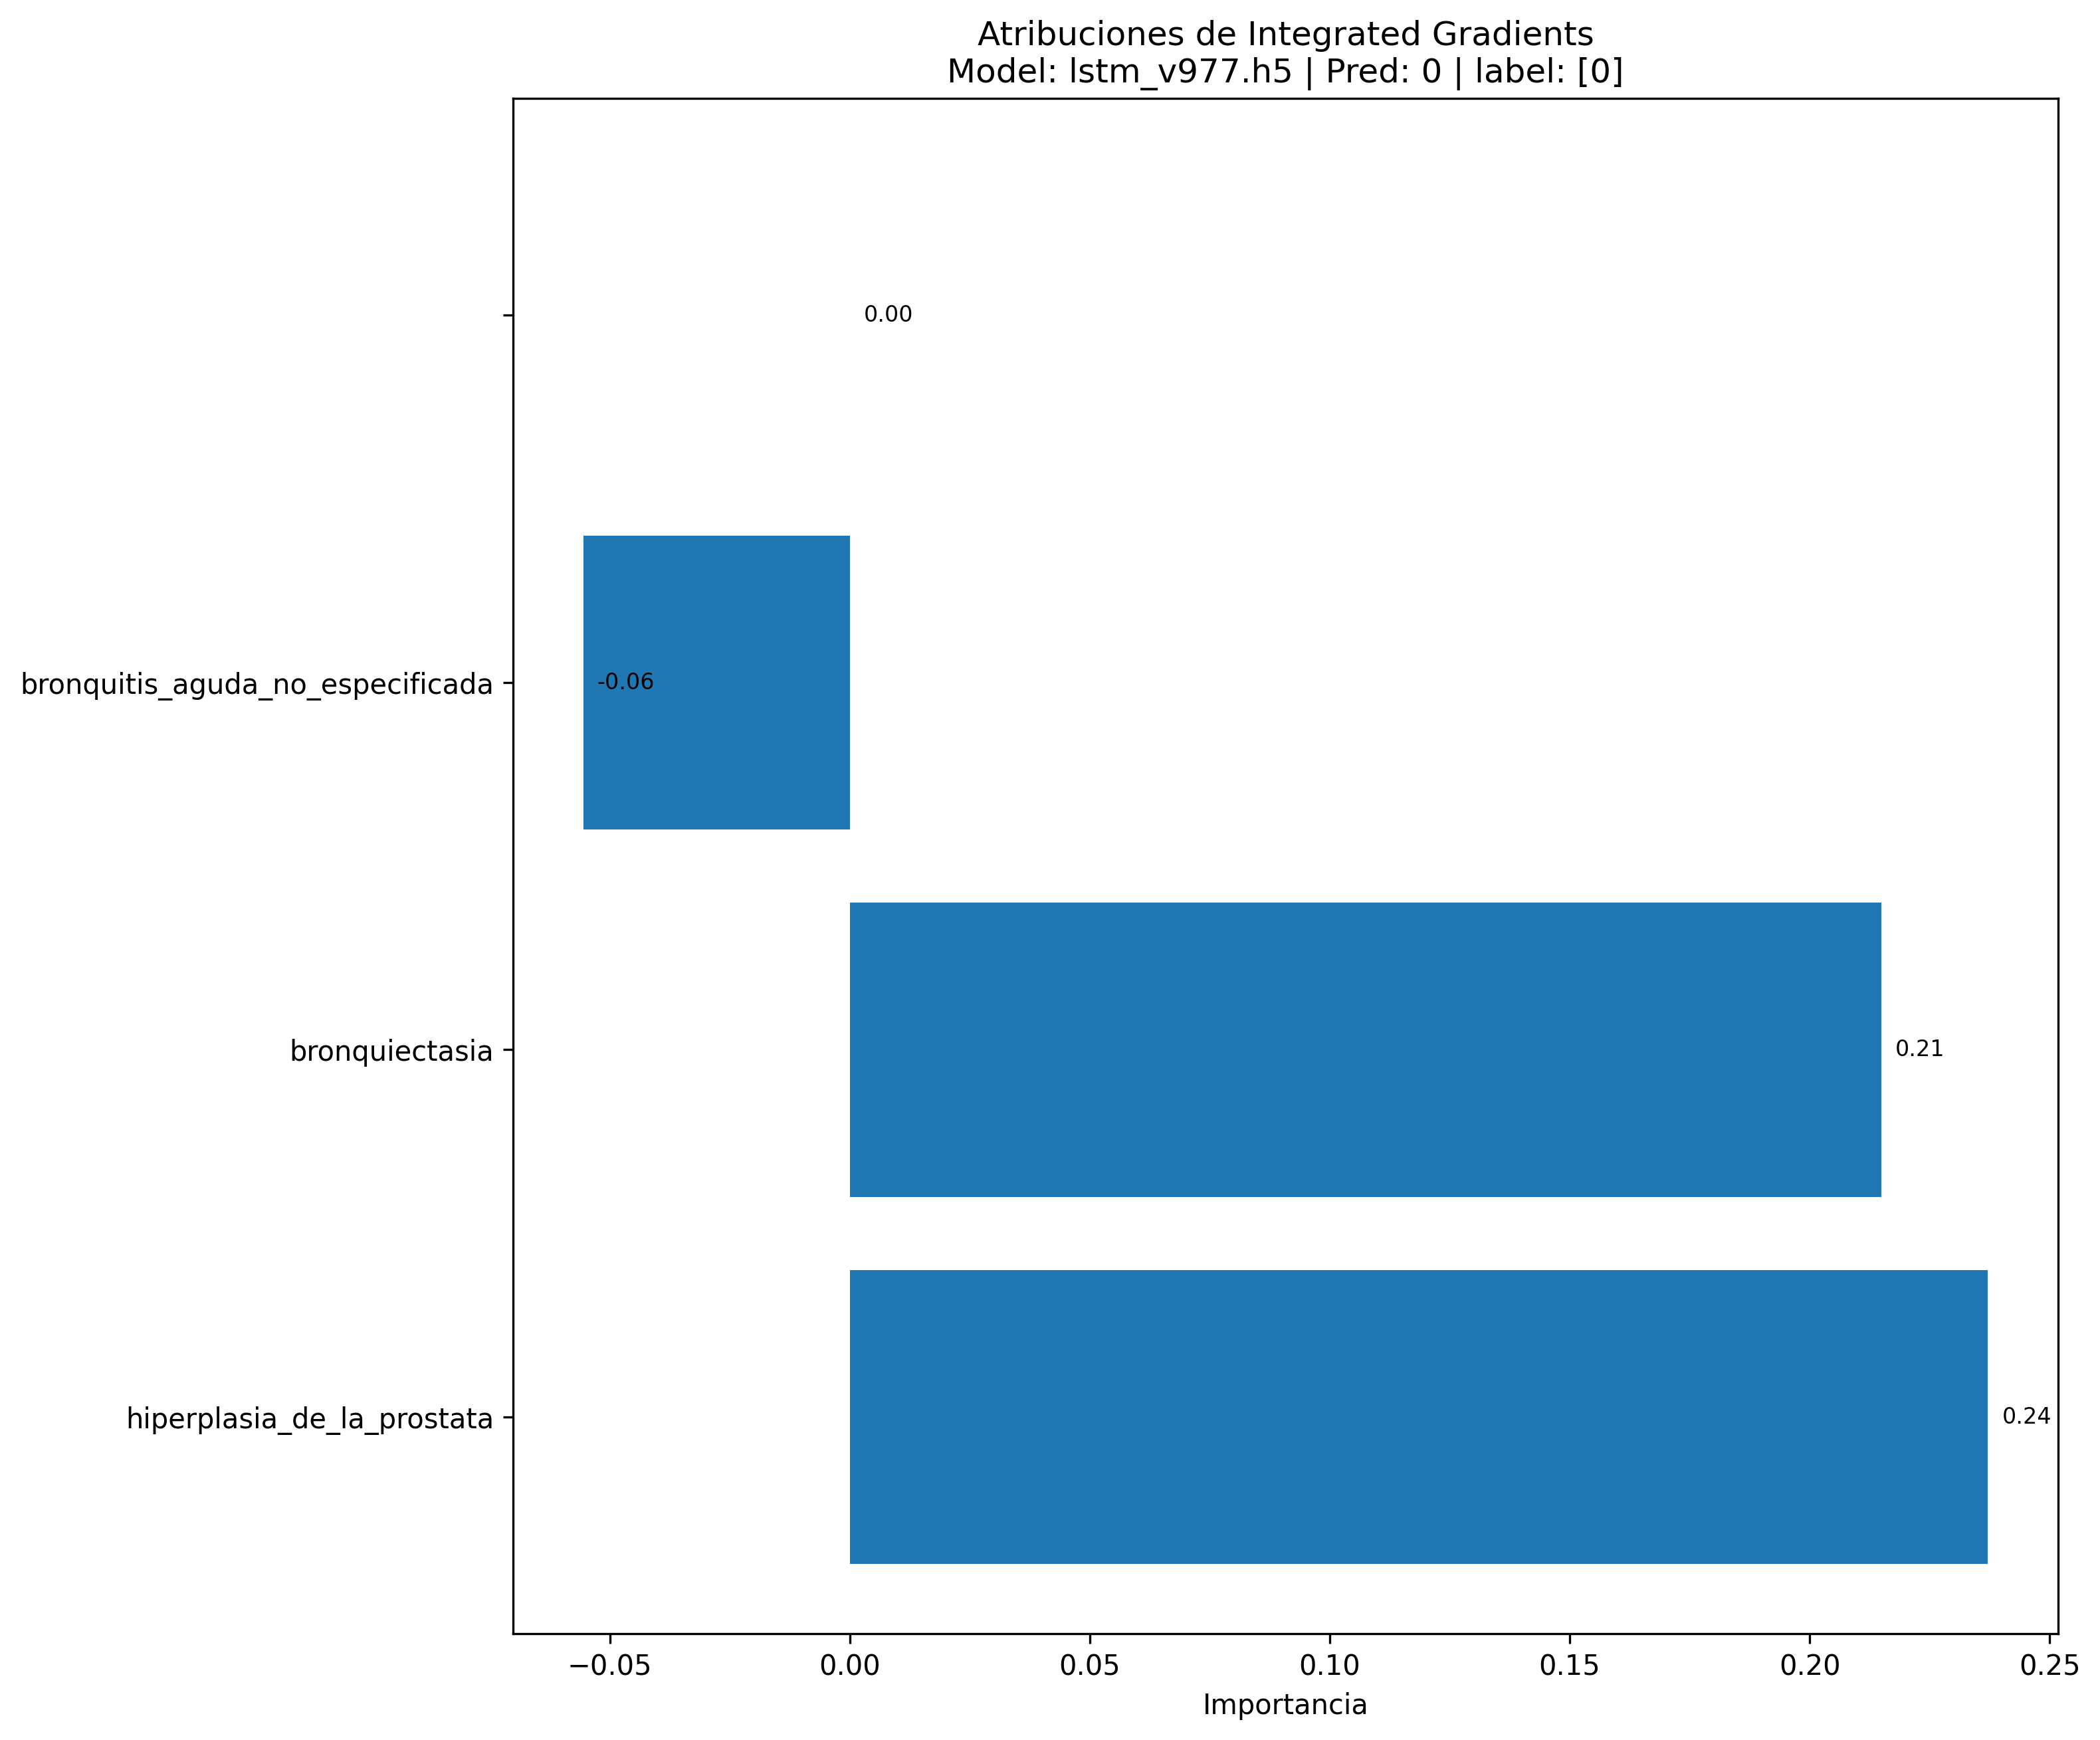 Atribuciones de Integrated Gradients
Model: lstm_v977.h5 | Pred: 0 | label: [0]
0.00
bronquitis_aguda_no_especificada
-0.06
bronquiectasia
0.21
hiperplasia_de_la_prostata
0.24
−0.05 0.00 0.05 0.10 0.15 0.20 0.25
Importancia